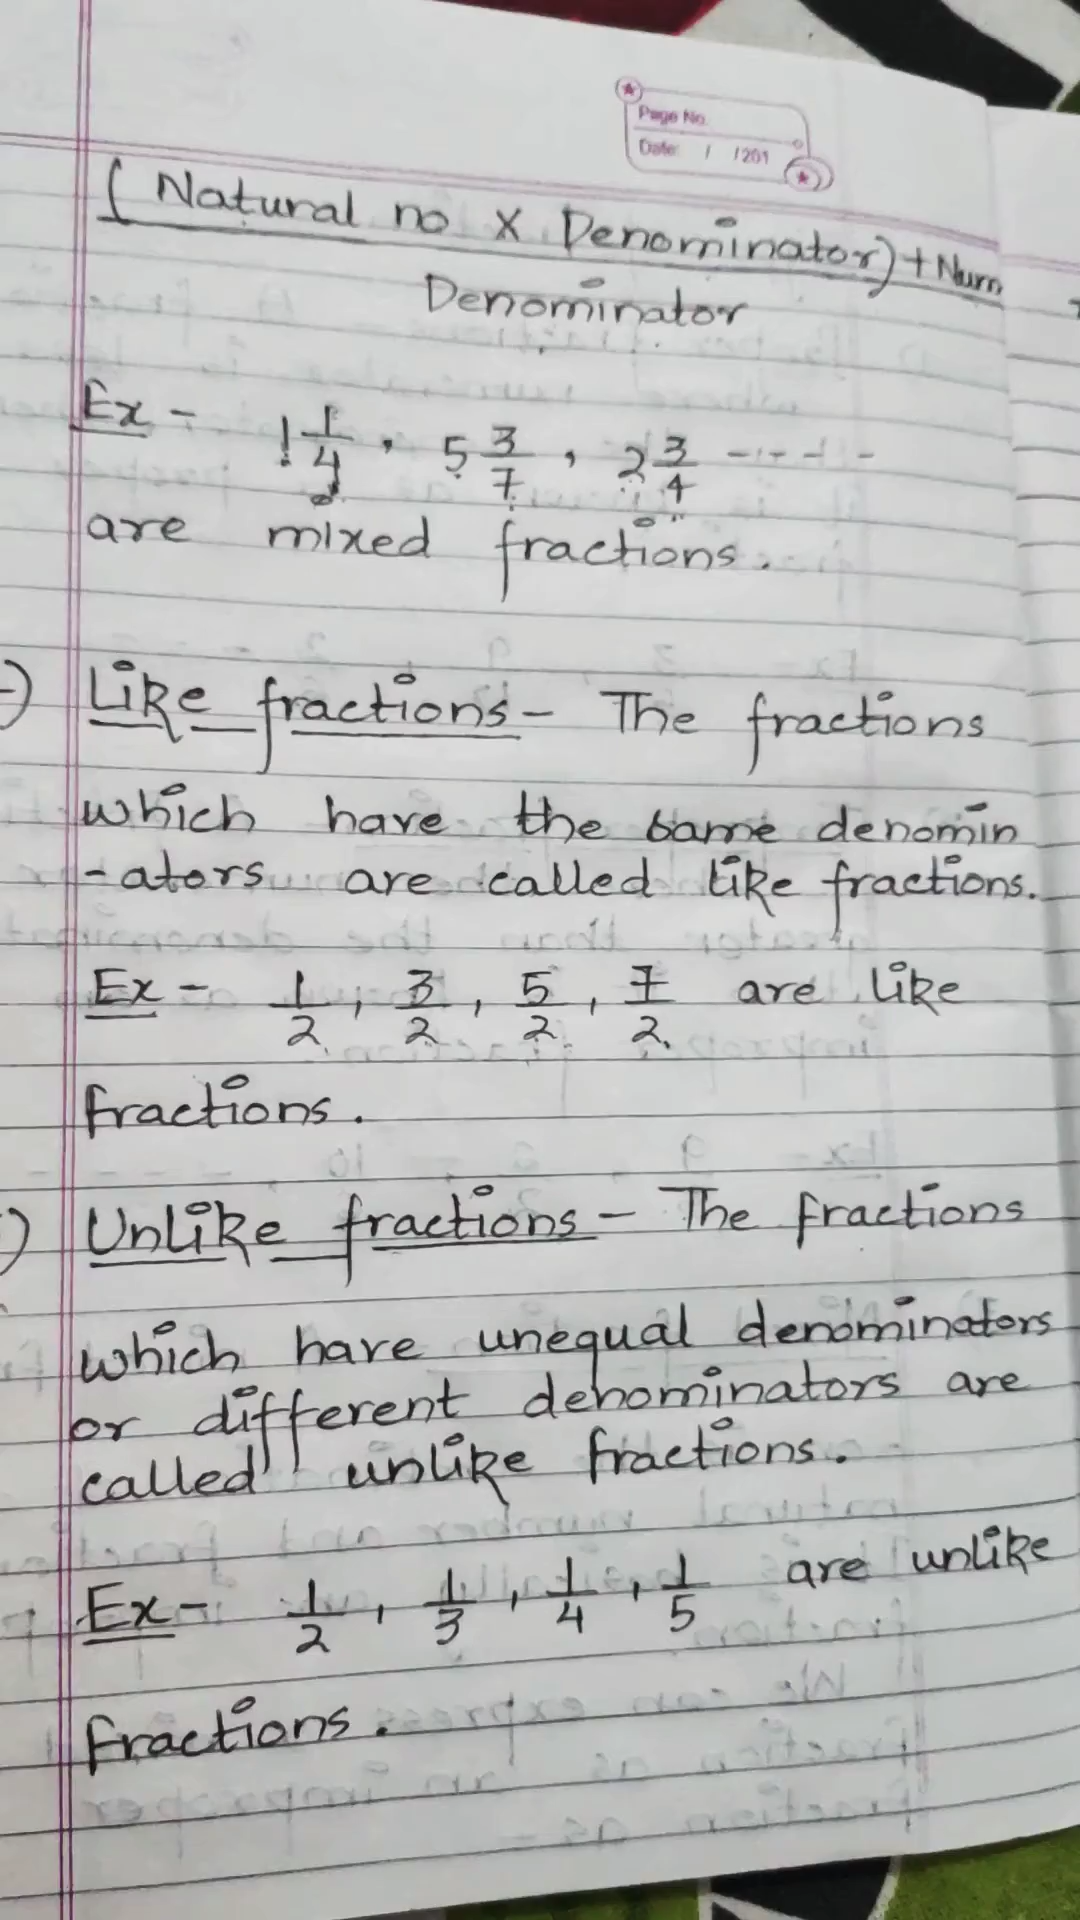 Page No.
Date: / /201
(Natural no X Denominator) + Num
Denominator
Ex - 1 1/4, 5 3/7, 2 3/4 -----
are mixed fractions.
) Like fractions - The fractions
which have the same denomin
-ators are called like fractions.
Ex - 1/2, 3/2, 5/2, 7/2 are like
fractions.
) Unlike fractions - The fractions
which have unequal denominators
or different denominators are
called unlike fractions.
Ex - 1/2, 1/3, 1/4, 1/5 are unlike
fractions.